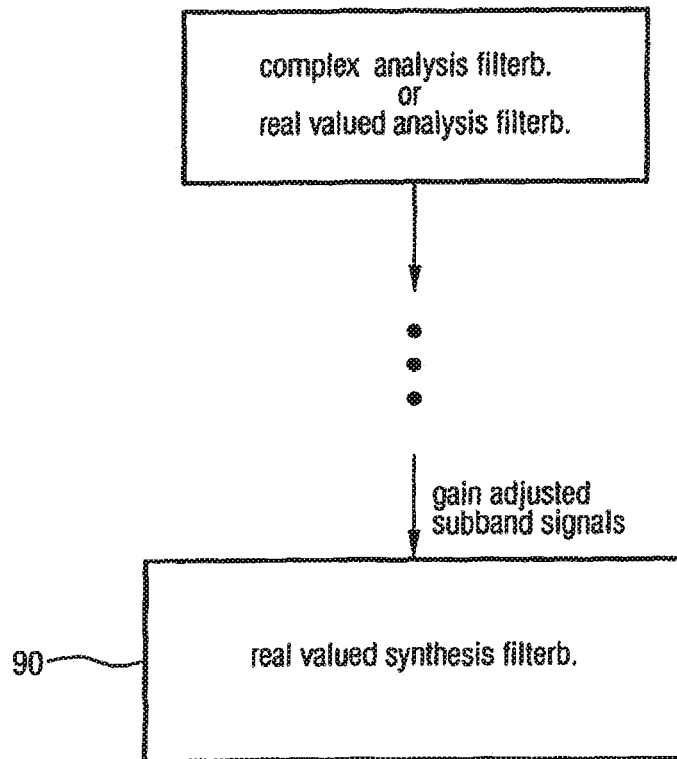 complex analysis filterb.
or
real valued analysis filterb.
gain adjusted
subband signals
90
real valued synthesis filterb.